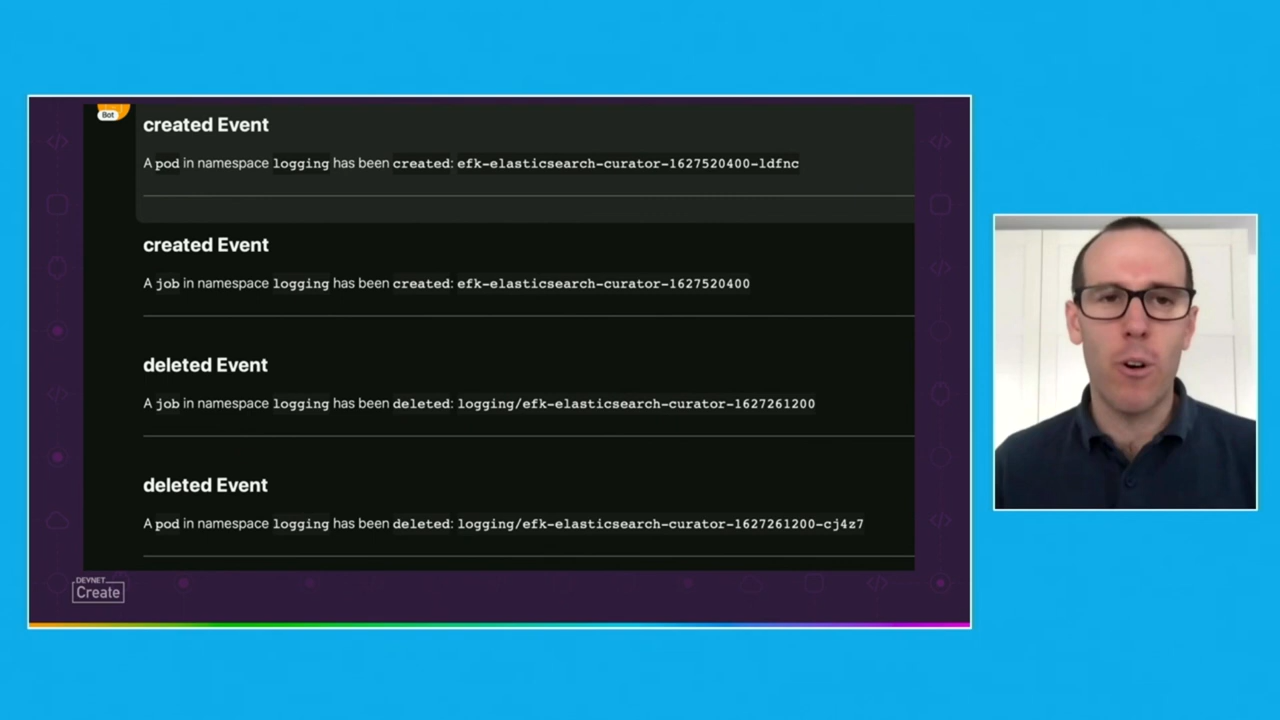 Bot
created Event
A pod in namespace logging has been created: efk-elasticsearch-curator-1627520400-ldfnc
created Event
A job in namespace logging has been created: efk-elasticsearch-curator-1627520400
deleted Event
A job in namespace logging has been deleted: logging/efk-elasticsearch-curator-1627261200
deleted Event
A pod in namespace logging has been deleted: logging/efk-elasticsearch-curator-1627261200-cj4z7
DEVNET
Create